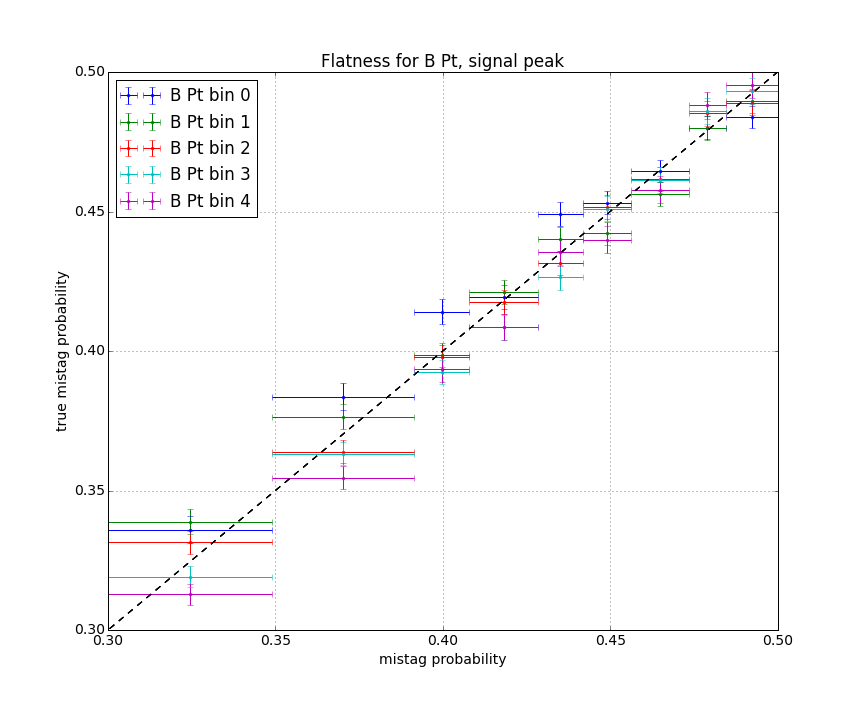 Flatness for B Pt, signal peak
0.50
B Pt bin 0
B Pt bin 1
B Pt bin 2
B Pt bin 3
B Pt bin 4
0.45
0.40
true mistag probability
0.35
0.30
0.30 0.35 0.40 0.45 0.50
mistag probability